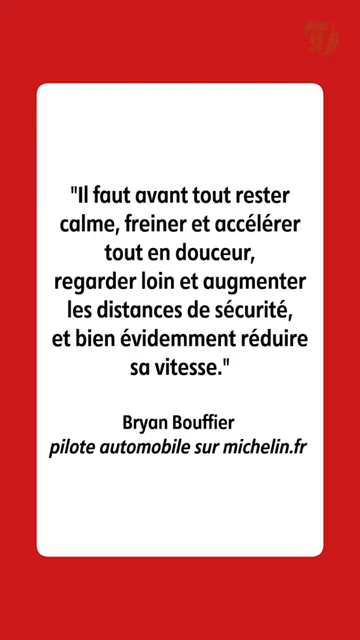 "Il faut avant tout rester
calme, freiner et accélérer
tout en douceur,
regarder loin et augmenter
les distances de sécurité,
et bien évidemment réduire
sa vitesse."
Bryan Bouffier
pilote automobile sur michelin.fr